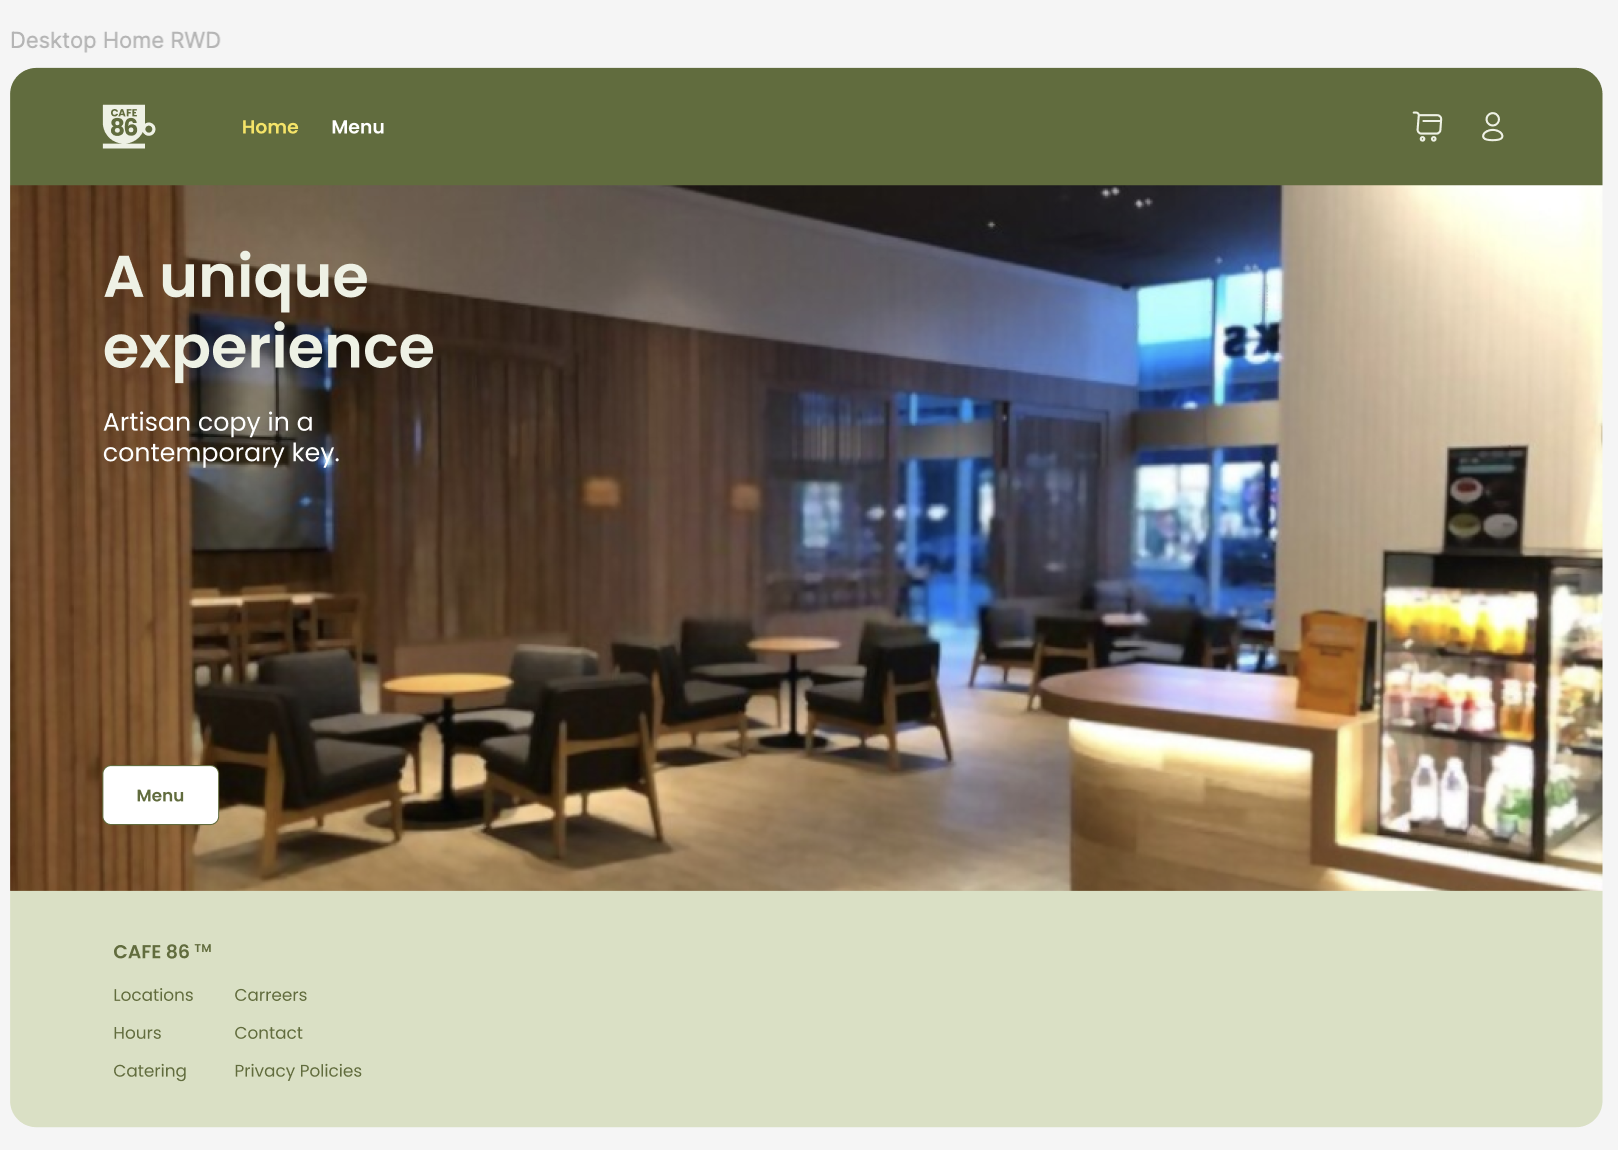 Desktop Home RWD
CAFE
86
Home
Menu
A unique
experience
Artisan copy in a
contemporary key.
Menu
CAFE 86 ™
Locations
Carreers
Hours
Contact
Catering
Privacy Policies